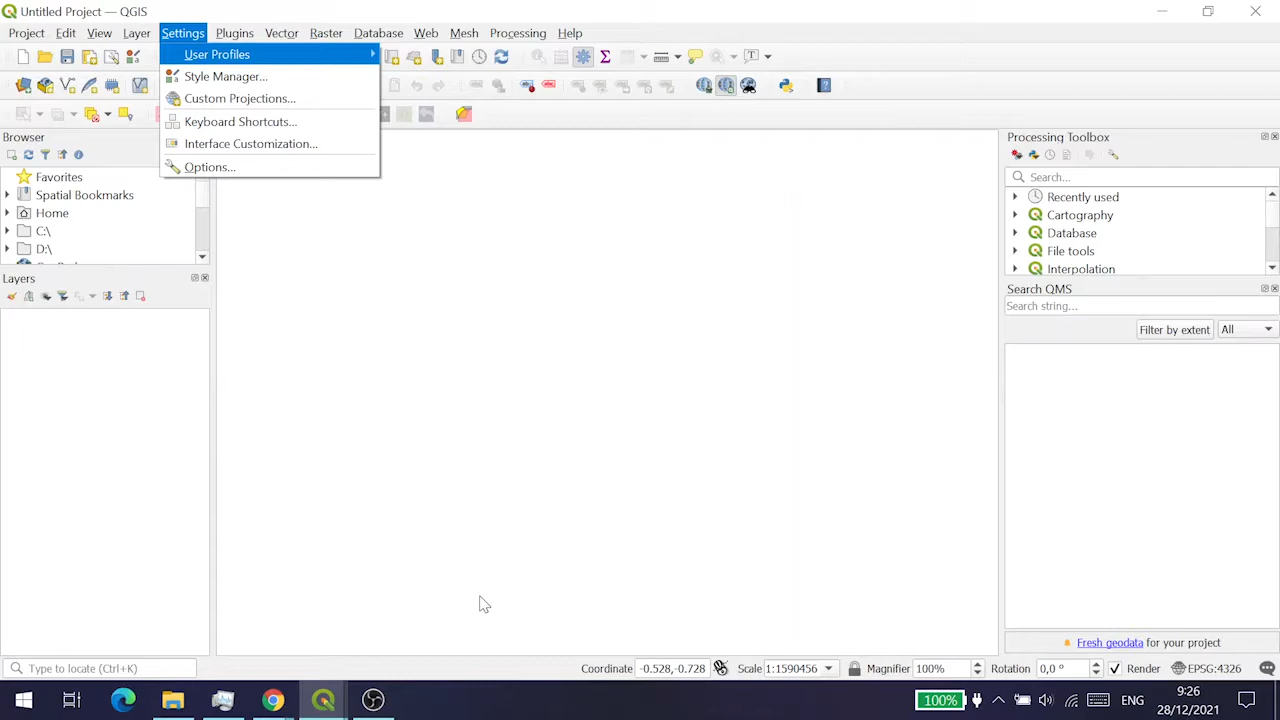 Untitled Project — QGIS
Project Edit View Layer Settings Plugins Vector Raster Database Web Mesh Processing Help
User Profiles
Style Manager...
Custom Projections...
Keyboard Shortcuts...
Interface Customization...
Options...
Browser
Favorites
Spatial Bookmarks
Home
C:\
D:\
Layers
Processing Toolbox
Search...
Recently used
Cartography
Database
File tools
Interpolation
Search QMS
Search string...
Filter by extent All
Fresh geodata for your project
Type to locate (Ctrl+K)
Coordinate -0.528,-0.728 Scale 1:1590456 Magnifier 100% Rotation 0,0 ° Render EPSG:4326
100% ENG 9:26
28/12/2021